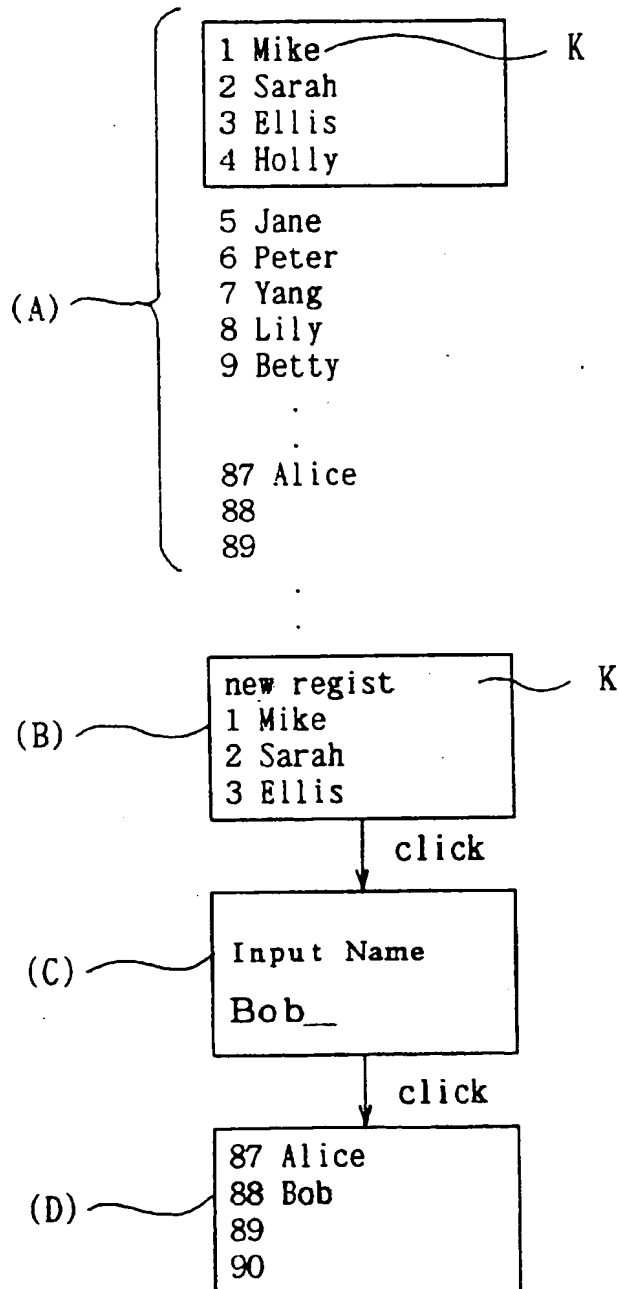 1 Mike K
2 Sarah
3 Ellis
4 Holly
5 Jane
6 Peter
(A)
7 Yang
8 Lily
9 Betty
87 Alice
88
89
new regist K
(B)
1 Mike
2 Sarah
3 Ellis
click
(C)
Input Name
Bob_
click
87 Alice
(D)
88 Bob
89
90